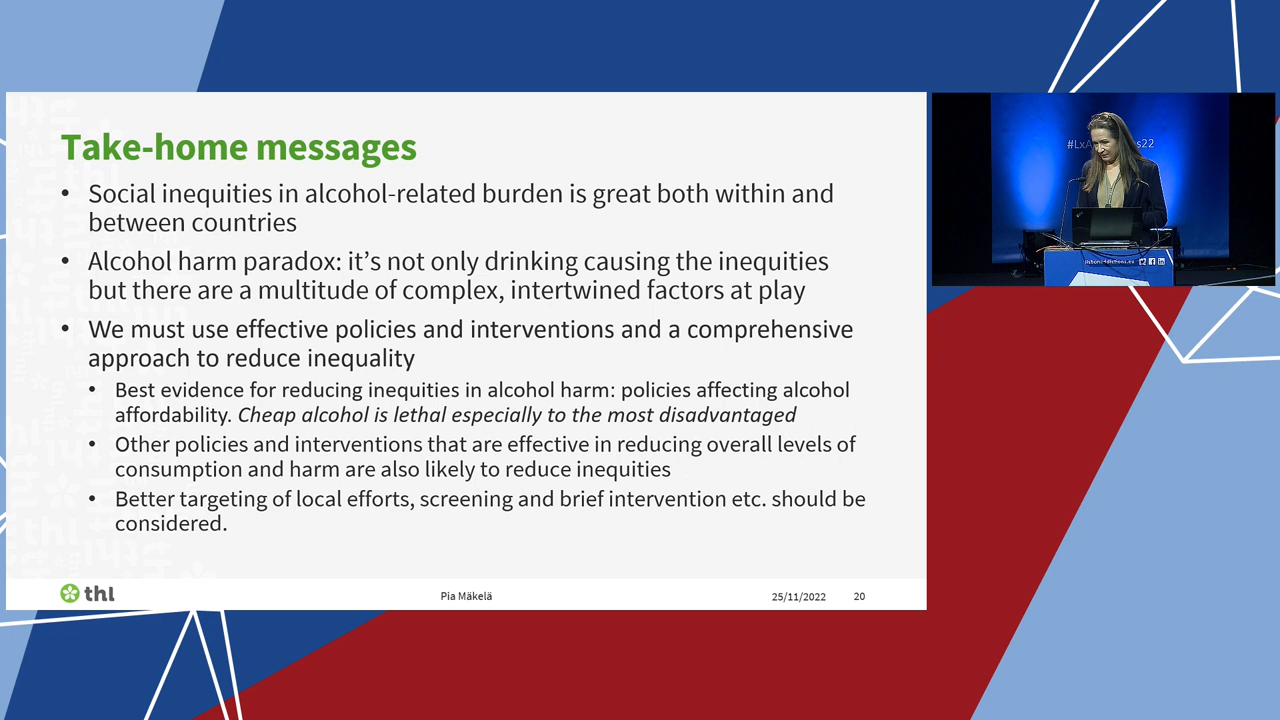 Take-home messages
• Social inequities in alcohol-related burden is great both within and
between countries
• Alcohol harm paradox: it's not only drinking causing the inequities
but there are a multitude of complex, intertwined factors at play
• We must use effective policies and interventions and a comprehensive
approach to reduce inequality
• Best evidence for reducing inequities in alcohol harm: policies affecting alcohol
affordability. Cheap alcohol is lethal especially to the most disadvantaged
• Other policies and interventions that are effective in reducing overall levels of
consumption and harm are also likely to reduce inequities
• Better targeting of local efforts, screening and brief intervention etc. should be
considered.
thl
Pia Mäkelä
25/11/2022
20